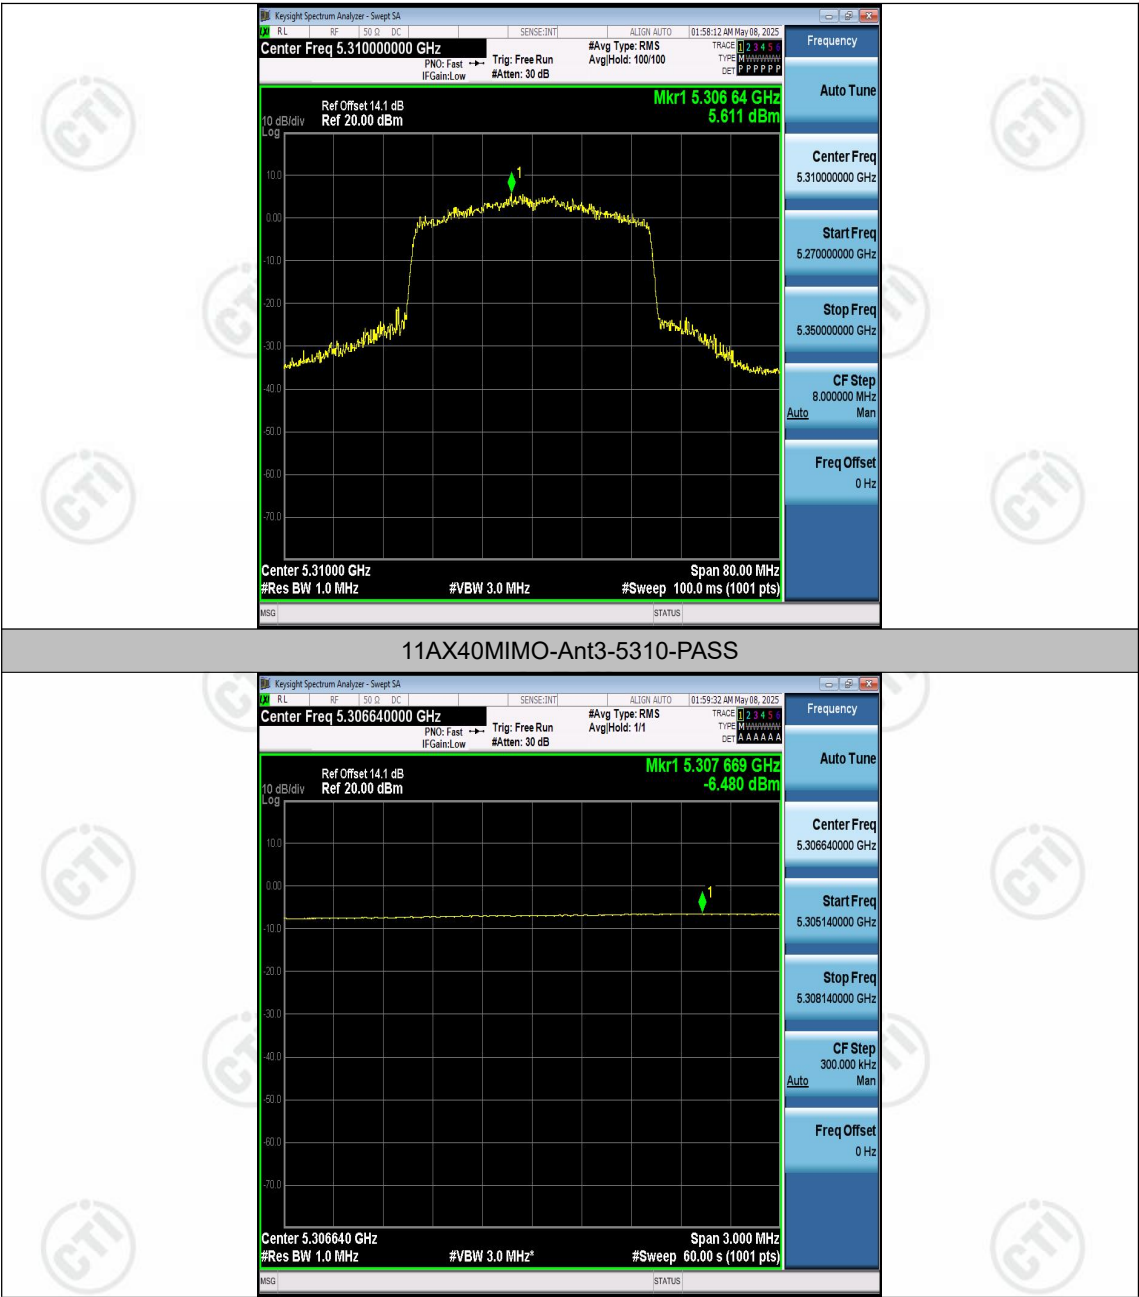 Keysight Spectrum Analyzer - Swept SA
RL RF 50 Ω DC SENSE:INT ALIGN AUTO 01:58:12 AM May 08, 2025
Center Freq 5.310000000 GHz
#Avg Type: RMS
TRACE 1 2 3 4 5 6
PNO: Fast
Trig: Free Run
Avg|Hold: 100/100
TYPE M
IFGain:Low
#Atten: 30 dB
DET P P P P P P
Mkr1 5.306 64 GHz
5.611 dBm
Ref Offset 14.1 dB
10 dB/div Ref 20.00 dBm
Log
1
10.0
0.00
-10.0
-20.0
-30.0
-40.0
-50.0
-60.0
-70.0
Center 5.31000 GHz Span 80.00 MHz
#Res BW 1.0 MHz #VBW 3.0 MHz #Sweep 100.0 ms (1001 pts)
MSG STATUS
Frequency
Auto Tune
Center Freq
5.310000000 GHz
Start Freq
5.270000000 GHz
Stop Freq
5.350000000 GHz
CF Step
8.000000 MHz
Auto Man
Freq Offset
0 Hz
11AX40MIMO-Ant3-5310-PASS
Keysight Spectrum Analyzer - Swept SA
RL RF 50 Ω DC SENSE:INT ALIGN AUTO 01:59:32 AM May 08, 2025
Center Freq 5.306640000 GHz
#Avg Type: RMS
TRACE 1 2 3 4 5 6
PNO: Fast
Trig: Free Run
Avg|Hold: 1/1
TYPE M
IFGain:Low
#Atten: 30 dB
DET A A A A A A
Mkr1 5.307 669 GHz
-6.480 dBm
Ref Offset 14.1 dB
10 dB/div Ref 20.00 dBm
Log
1
10.0
0.00
-10.0
-20.0
-30.0
-40.0
-50.0
-60.0
-70.0
Center 5.306640 GHz Span 3.000 MHz
#Res BW 1.0 MHz #VBW 3.0 MHz* #Sweep 60.00 s (1001 pts)
MSG STATUS
Frequency
Auto Tune
Center Freq
5.306640000 GHz
Start Freq
5.305140000 GHz
Stop Freq
5.308140000 GHz
CF Step
300.000 kHz
Auto Man
Freq Offset
0 Hz
CTI
CTI
CTI
CTI
CTI
CTI
CTI
CTI
CTI
CTI
CTI
CTI
CTI
CTI